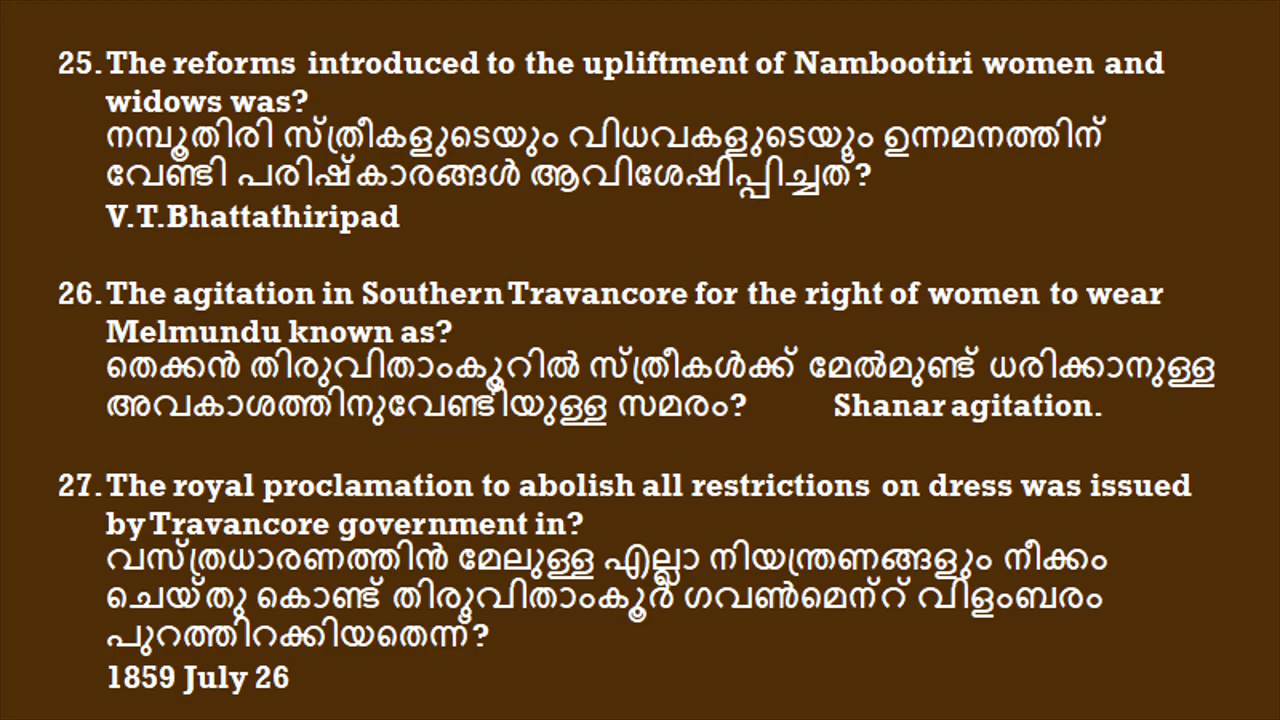 25. The reforms introduced to the upliftment of Nambootiri women and
widows was?
നമ്പൂതിരി സ്ത്രീകളുടെയും വിധവകളുടെയും ഉന്നമനത്തിന്
വേണ്ടി പരിഷ്കാരങ്ങൾ ആവിശേഷിപ്പിച്ചത്?
V.T.Bhattathiripad
26. The agitation in Southern Travancore for the right of women to wear
Melmundu known as?
തെക്കൻ തിരുവിതാംകൂറിൽ സ്ത്രീകൾക്ക് മേൽമുണ്ട് ധരിക്കാനുള്ള
അവകാശത്തിനുവേണ്ടിയുള്ള സമരം? Shanar agitation.
27. The royal proclamation to abolish all restrictions on dress was issued
by Travancore government in?
വസ്ത്രധാരണത്തിൻ മേലുള്ള എല്ലാ നിയന്ത്രണങ്ങളും നീക്കം
ചെയ്തു കൊണ്ട് തിരുവിതാംകൂർ ഗവൺമെന്റ് വിളംബരം
പുറത്തിറക്കിയതെന്ന്?
1859 July 26